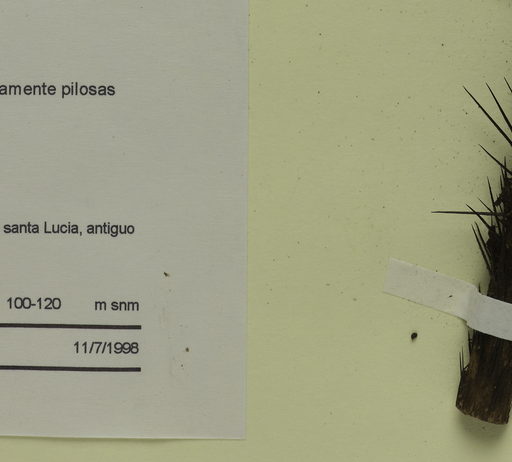 amente pilosas
santa Lucia, antiguo
100-120 m snm
11/7/1998